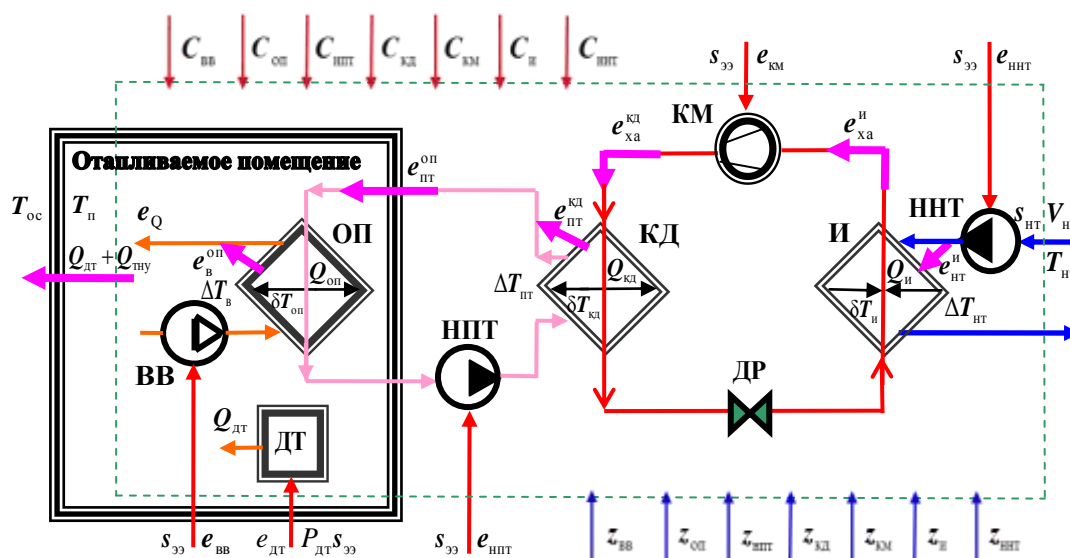 C_вв C_оп C_нпт C_кд C_км C_и C_ннт
s_ээ e_км
s_ээ e_ннт
КМ
e_ха^кд
e_ха^и
Отапливаемое помещение
e_пт^оп
T_ос T_п
e_Q
ОП
e_пт^кд
КД
И
ННТ
s_нт
V_н
T_н
Q_дт + Q_тну
e_в^оп
Q_оп
Q_кд
Q_и
e_нт^и
ΔT_в
δT_оп
ΔT_пт
δT_кд
δT_и
ΔT_нт
ВВ
НПТ
ДР
Q_дт
ДТ
s_ээ e_вв
e_дт P_дт s_ээ
s_ээ e_нпт
z_вв z_оп z_нпт z_кд z_км z_и z_ннт